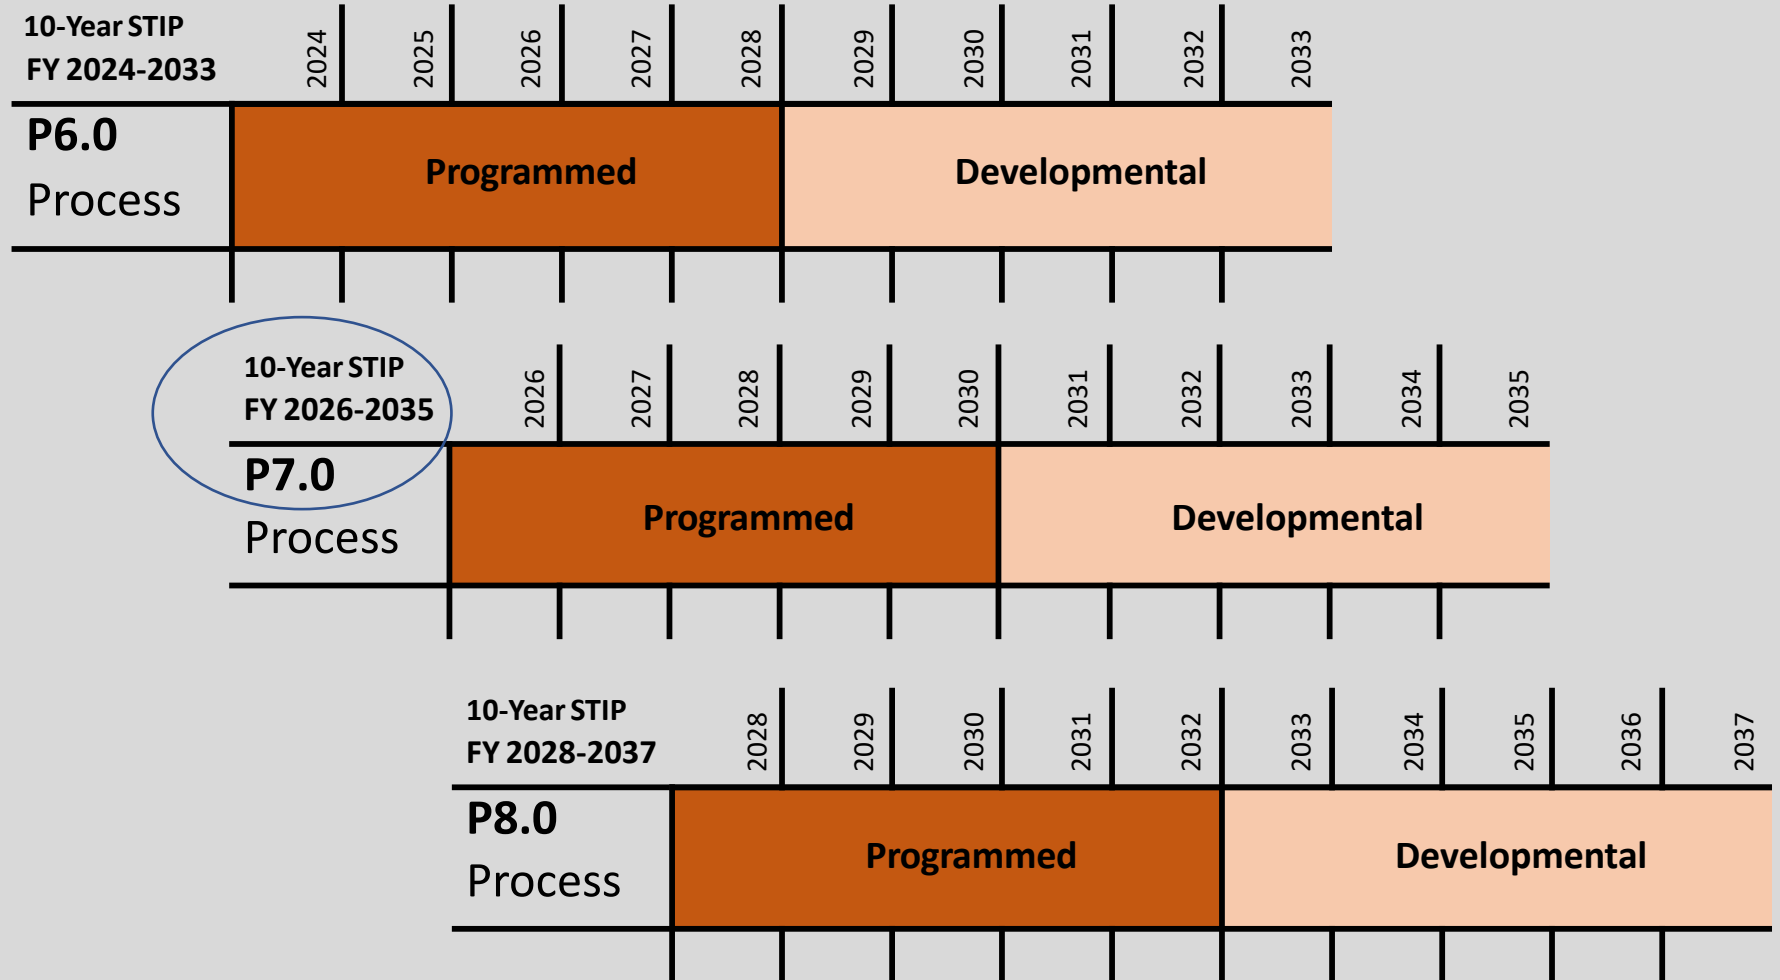 10-Year STIP
FY 2024-2033
2024
2025
2026
2027
2028
2029
2030
2031
2032
2033
P6.0
Process
Programmed
Developmental
10-Year STIP
FY 2026-2035
2026
2027
2028
2029
2030
2031
2032
2033
2034
2035
P7.0
Process
Programmed
Developmental
10-Year STIP
FY 2028-2037
2028
2029
2030
2031
2032
2033
2034
2035
2036
2037
P8.0
Process
Programmed
Developmental